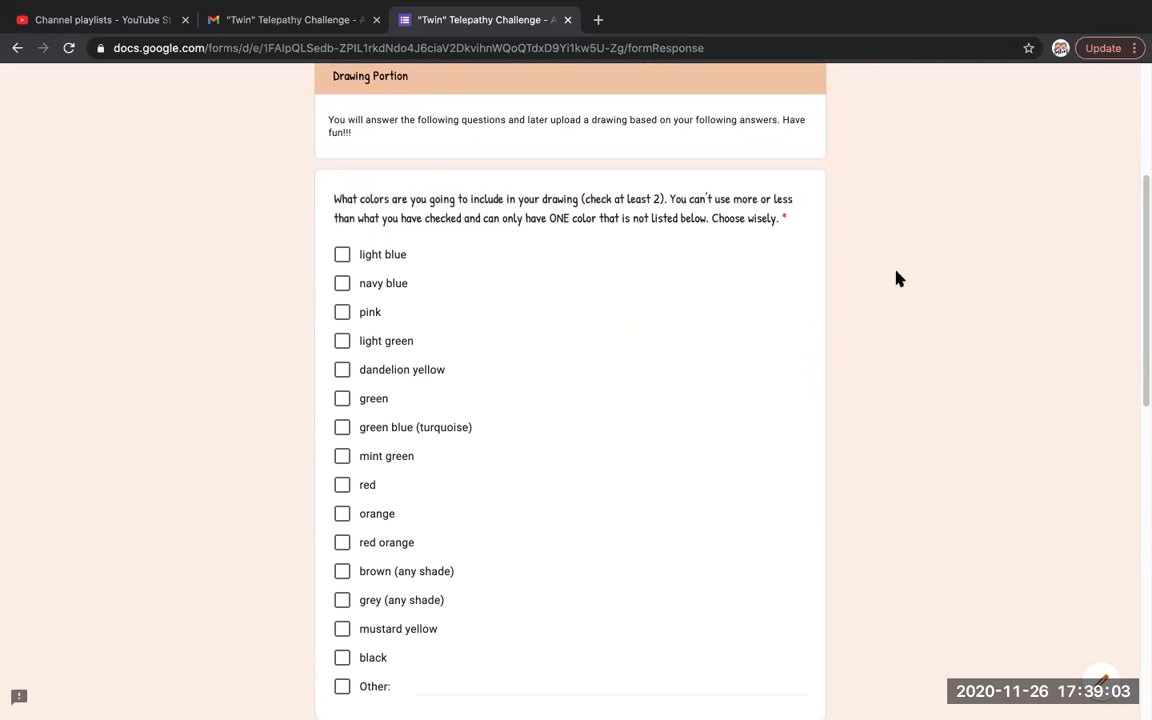 Channel playlists - YouTube St
"Twin" Telepathy Challenge - A
"Twin" Telepathy Challenge - A
docs.google.com/forms/d/e/1FAIpQLSedb-ZPIL1rkdNdo4J6ciaV2DkvihnWQoQTdxD9Yi1kw5U-Zg/formResponse
Update
Drawing Portion
You will answer the following questions and later upload a drawing based on your following answers. Have
fun!!!
What colors are you going to include in your drawing (check at least 2). You can't use more or less
than what you have checked and can only have ONE color that is not listed below. Choose wisely. *
light blue
navy blue
pink
light green
dandelion yellow
green
green blue (turquoise)
mint green
red
orange
red orange
brown (any shade)
grey (any shade)
mustard yellow
black
Other:
2020-11-26 17:39:03